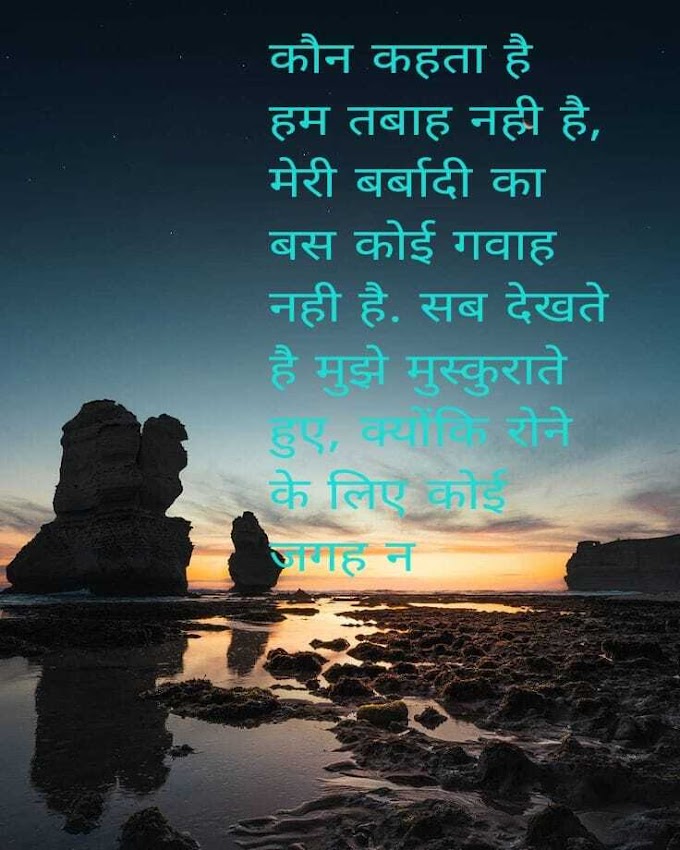 कौन कहता है
हम तबाह नही है,
मेरी बर्बादी का
बस कोई गवाह
नही है. सब देखते
है मुझे मुस्कुराते
हुए, क्योंकि रोने
के लिए कोई
जगह न